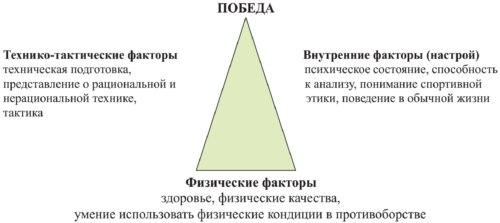 ПОБЕДА
Технико-тактические факторы
техническая подготовка,
представление о рациональной и
нерациональной технике,
тактика
Внутренние факторы (настрой)
психическое состояние, способность
к анализу, понимание спортивной
этики, поведение в обычной жизни
Физические факторы
здоровье, физические качества,
умение использовать физические кондиции в противоборстве